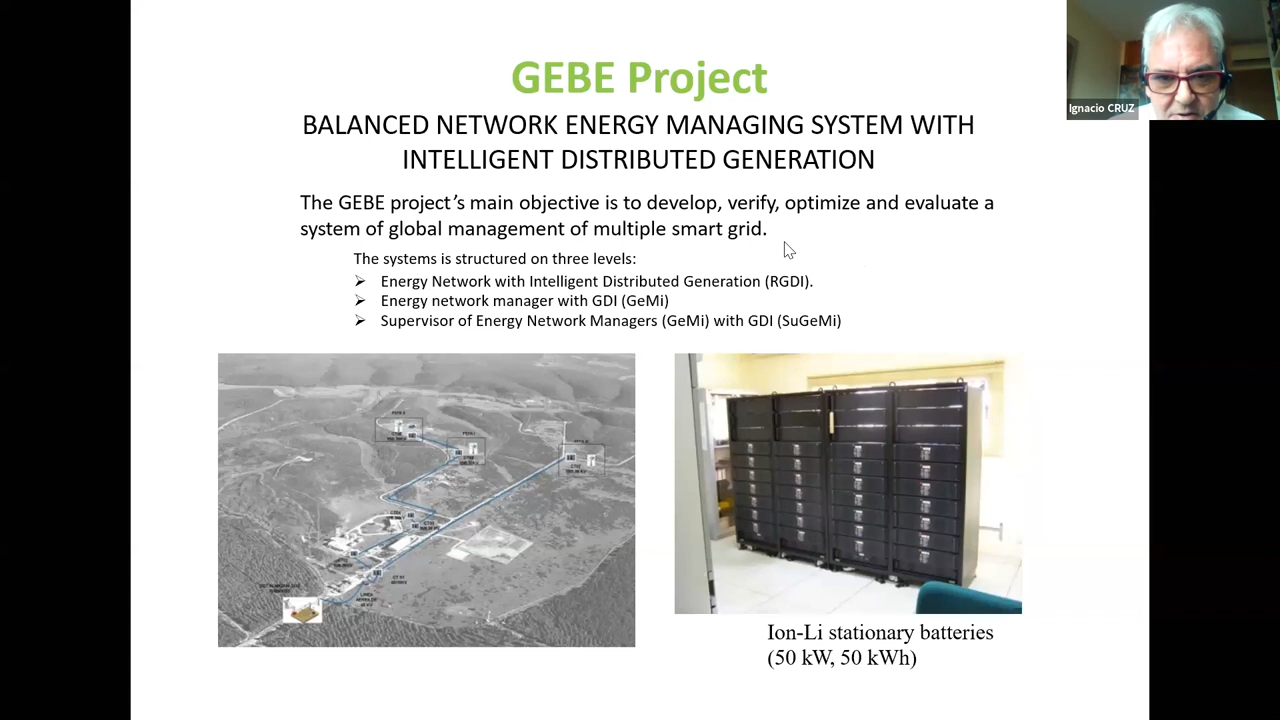 GEBE Project
Ignacio CRUZ
BALANCED NETWORK ENERGY MANAGING SYSTEM WITH
INTELLIGENT DISTRIBUTED GENERATION
The GEBE project’s main objective is to develop, verify, optimize and evaluate a
system of global management of multiple smart grid.
The systems is structured on three levels:
Energy Network with Intelligent Distributed Generation (RGDI).
Energy network manager with GDI (GeMi)
Supervisor of Energy Network Managers (GeMi) with GDI (SuGeMi)
Ion-Li stationary batteries
(50 kW, 50 kWh)